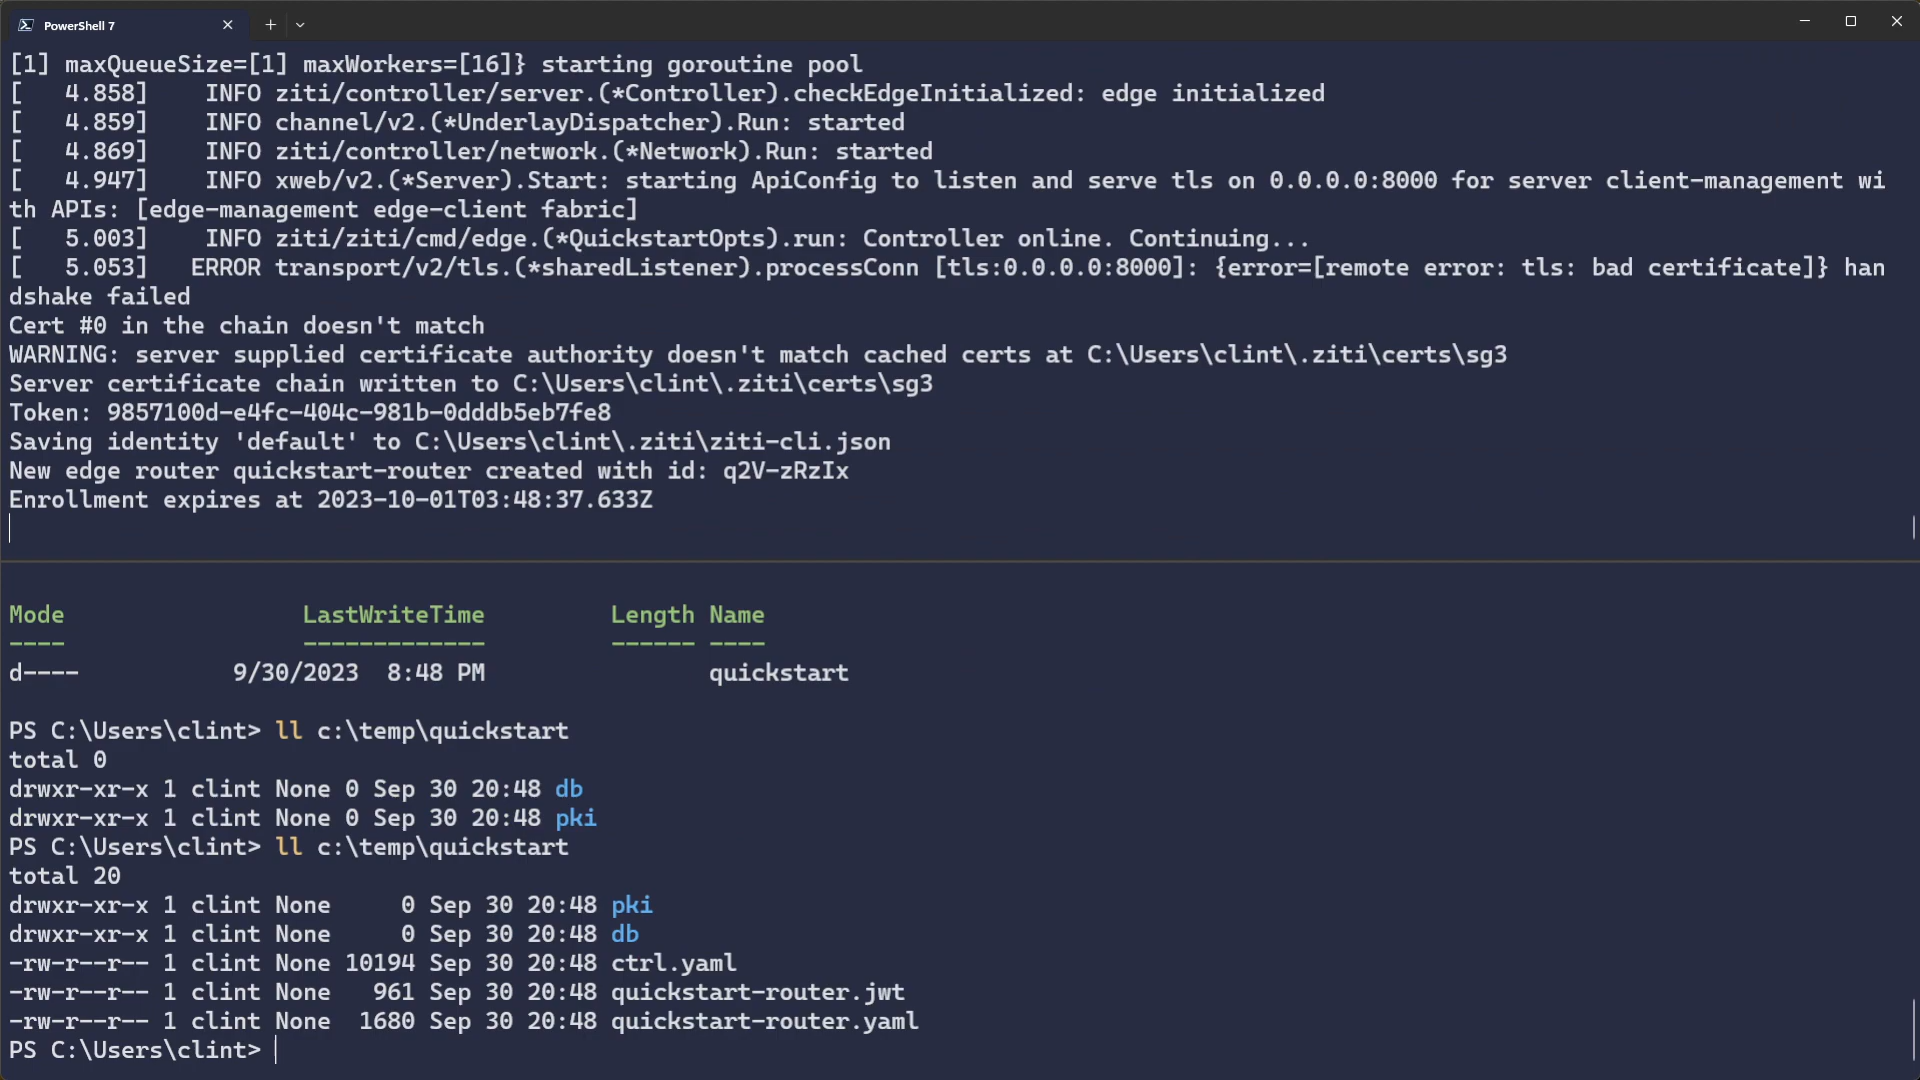 PowerShell 7
[1] maxQueueSize=[1] maxWorkers=[16]} starting goroutine pool
[   4.858]    INFO ziti/controller/server.(*Controller).checkEdgeInitialized: edge initialized
[   4.859]    INFO channel/v2.(*UnderlayDispatcher).Run: started
[   4.869]    INFO ziti/controller/network.(*Network).Run: started
[   4.947]    INFO xweb/v2.(*Server).Start: starting ApiConfig to listen and serve tls on 0.0.0.0:8000 for server client-management wi
th APIs: [edge-management edge-client fabric]
[   5.003]    INFO ziti/ziti/cmd/edge.(*QuickstartOpts).run: Controller online. Continuing...
[   5.053]   ERROR transport/v2/tls.(*sharedListener).processConn [tls:0.0.0.0:8000]: {error=[remote error: tls: bad certificate]} han
dshake failed
Cert #0 in the chain doesn't match
WARNING: server supplied certificate authority doesn't match cached certs at C:\Users\clint\.ziti\certs\sg3
Server certificate chain written to C:\Users\clint\.ziti\certs\sg3
Token: 9857100d-e4fc-404c-981b-0dddb5eb7fe8
Saving identity 'default' to C:\Users\clint\.ziti\ziti-cli.json
New edge router quickstart-router created with id: q2V-zRzIx
Enrollment expires at 2023-10-01T03:48:37.633Z
Mode                 LastWriteTime         Length Name
----                 -------------         ------ ----
d----           9/30/2023  8:48 PM                quickstart
PS C:\Users\clint> ll c:\temp\quickstart
total 0
drwxr-xr-x 1 clint None 0 Sep 30 20:48 db
drwxr-xr-x 1 clint None 0 Sep 30 20:48 pki
PS C:\Users\clint> ll c:\temp\quickstart
total 20
drwxr-xr-x 1 clint None     0 Sep 30 20:48 pki
drwxr-xr-x 1 clint None     0 Sep 30 20:48 db
-rw-r--r-- 1 clint None 10194 Sep 30 20:48 ctrl.yaml
-rw-r--r-- 1 clint None   961 Sep 30 20:48 quickstart-router.jwt
-rw-r--r-- 1 clint None  1680 Sep 30 20:48 quickstart-router.yaml
PS C:\Users\clint>